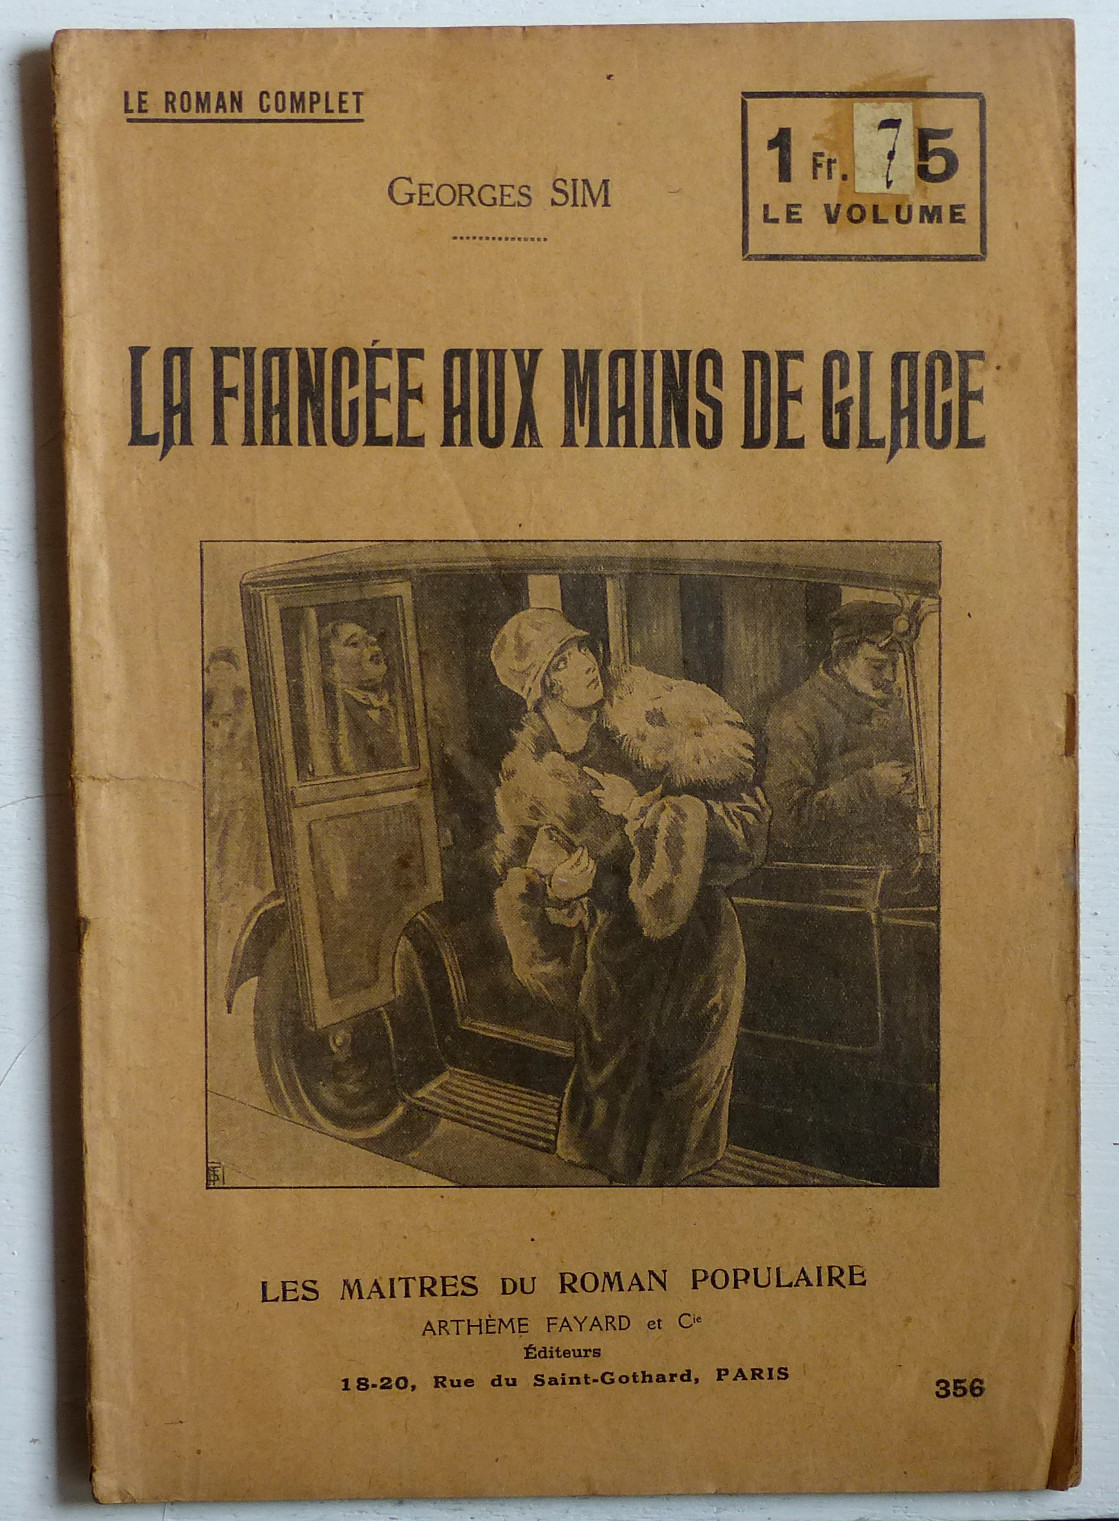 LE ROMAN COMPLET
GEORGES SIM
1 Fr. 75
LE VOLUME
LA FIANCÉE AUX MAINS DE GLACE
LES MAITRES DU ROMAN POPULAIRE
ARTHÈME FAYARD et Cie
Éditeurs
18-20, Rue du Saint-Gothard, PARIS
356